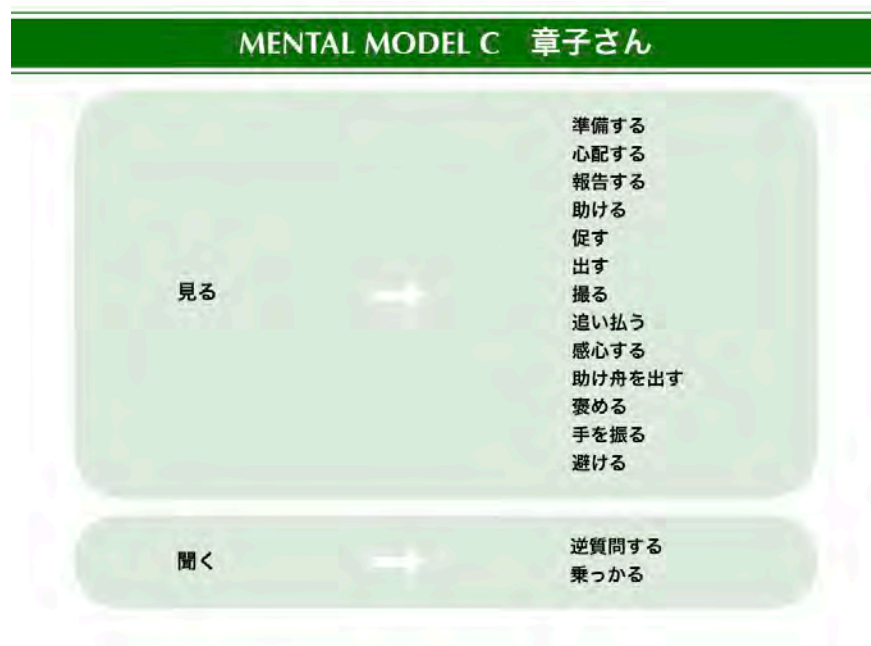 MENTAL MODEL C 章子さん
見る
準備する
心配する
報告する
助ける
促す
出す
撮る
追い払う
感心する
助け舟を出す
褒める
手を振る
避ける
聞く
逆質問する
乗っかる